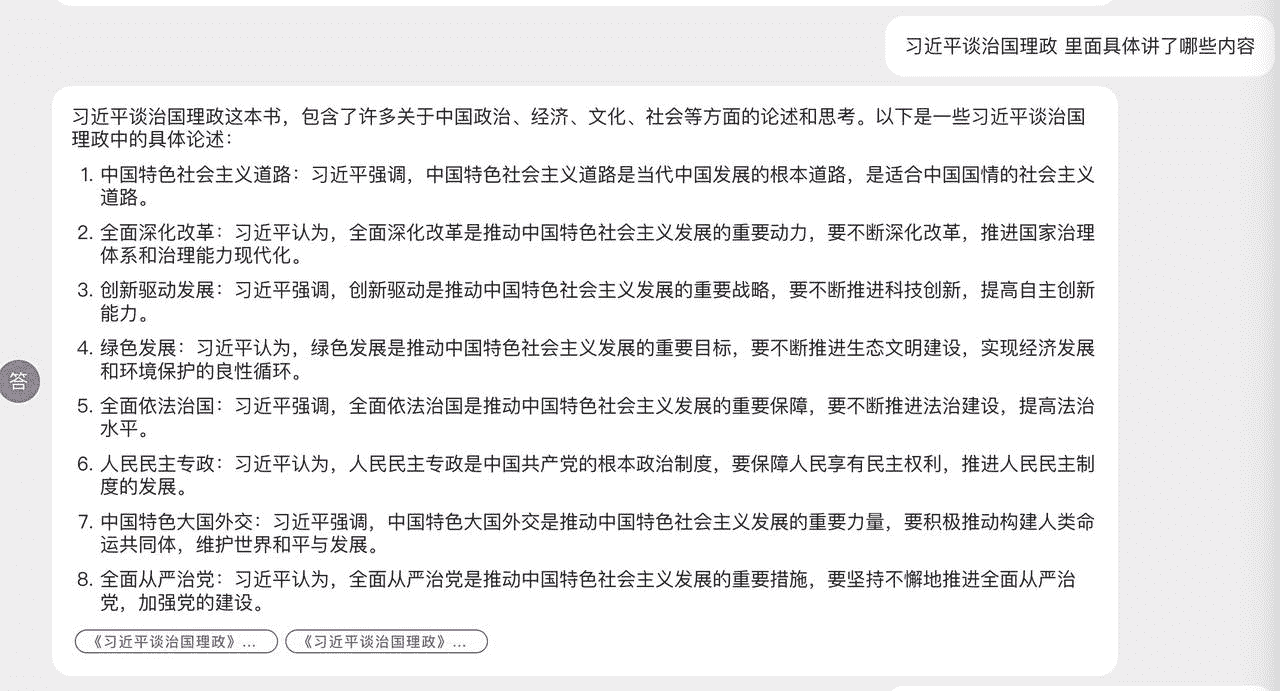 习近平谈治国理政 里面具体讲了哪些内容
习近平谈治国理政这本书，包含了许多关于中国政治、经济、文化、社会等方面的论述和思考。以下是一些习近平谈治国
理政中的具体论述：
1. 中国特色社会主义道路：习近平强调，中国特色社会主义道路是当代中国发展的根本道路，是适合中国国情的社会主义
道路。
2. 全面深化改革：习近平认为，全面深化改革是推动中国特色社会主义发展的重要动力，要不断深化改革，推进国家治理
体系和治理能力现代化。
3. 创新驱动发展：习近平强调，创新驱动是推动中国特色社会主义发展的重要战略，要不断推进科技创新，提高自主创新
能力。
4. 绿色发展：习近平认为，绿色发展是推动中国特色社会主义发展的重要目标，要不断推进生态文明建设，实现经济发展
和环境保护的良性循环。
答
5. 全面依法治国：习近平强调，全面依法治国是推动中国特色社会主义发展的重要保障，要不断推进法治建设，提高法治
水平。
6. 人民民主专政：习近平认为，人民民主专政是中国共产党的根本政治制度，要保障人民享有民主权利，推进人民民主制
度的发展。
7. 中国特色大国外交：习近平强调，中国特色大国外交是推动中国特色社会主义发展的重要力量，要积极推动构建人类命
运共同体，维护世界和平与发展。
8. 全面从严治党：习近平认为，全面从严治党是推动中国特色社会主义发展的重要措施，要坚持不懈地推进全面从严治
党，加强党的建设。
《习近平谈治国理政》... 《习近平谈治国理政》...